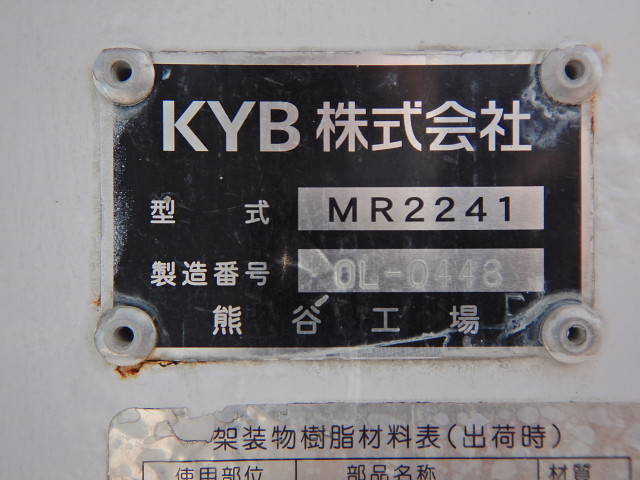 KYB 株式会社
型式 MR2241
製造番号 OL-0448
熊谷工場
架装物樹脂材料表(出荷時)
使用部位 部品名称 材質